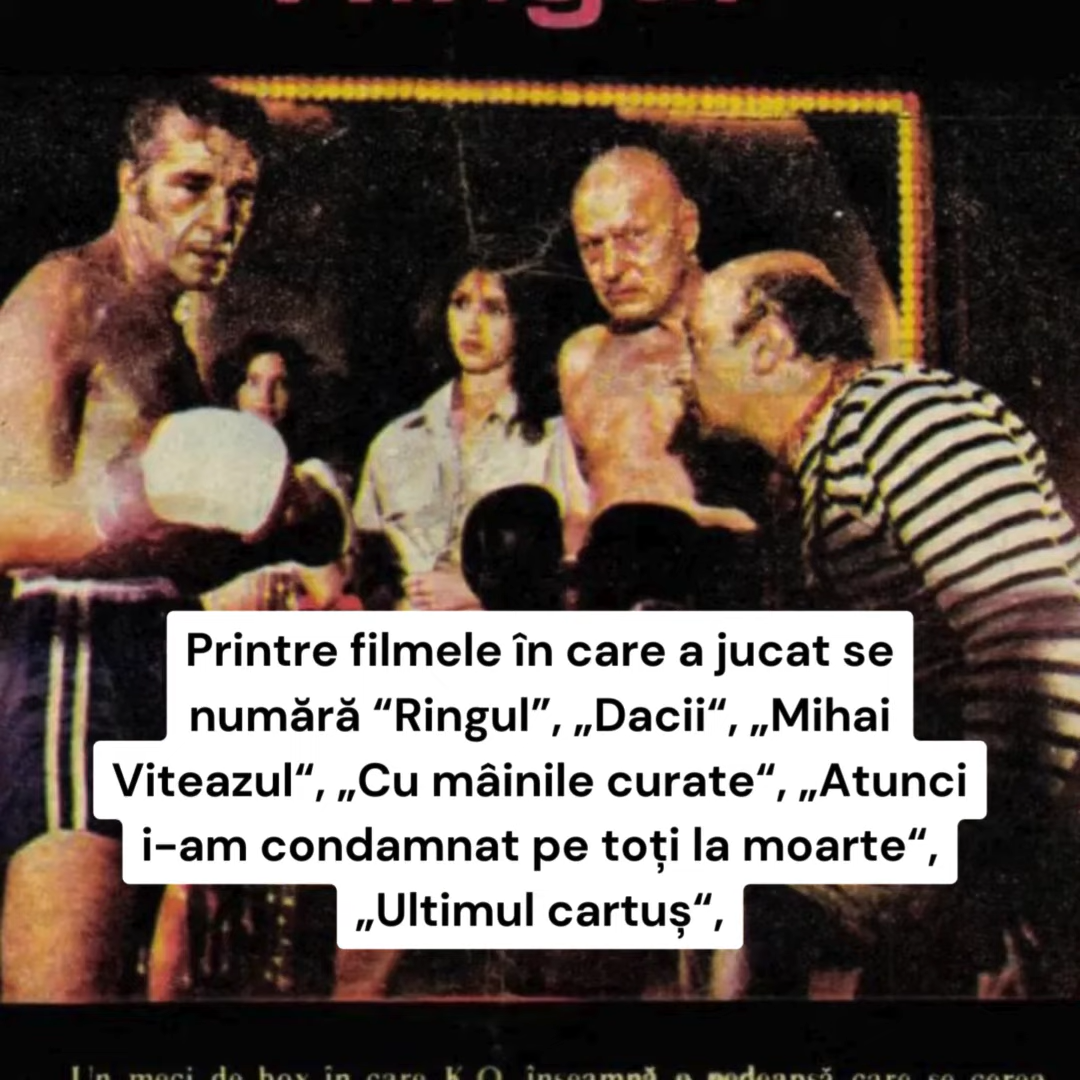 Ringul
Printre filmele în care a jucat se
numără “Ringul”, „Dacii“, „Mihai
Viteazul“, „Cu mâinile curate“, „Atunci
i-am condamnat pe toți la moarte“,
„Ultimul cartuș“,
Un meci de box în care K.O. înseamnă o pedeapsă care se cerea